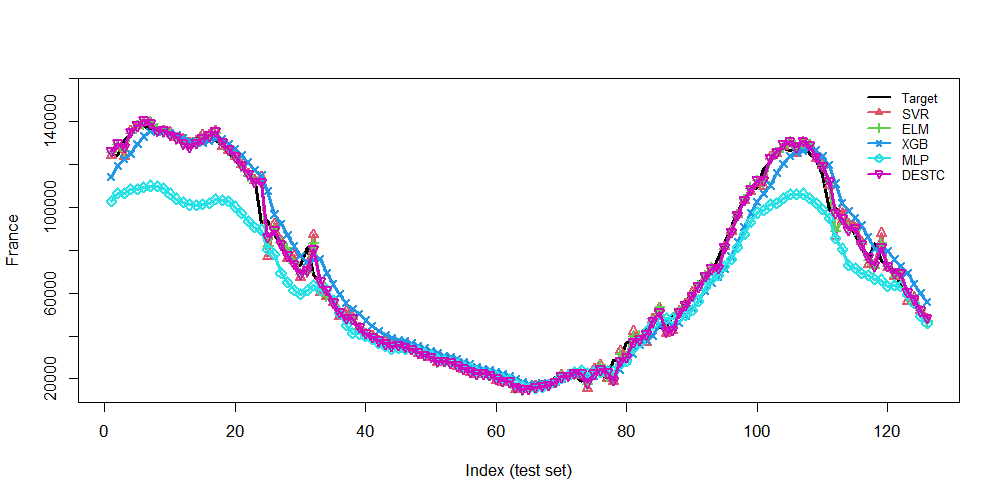 Target
SVR
ELM
XGB
MLP
DESTC
France
20000
60000
100000
140000
0
20
40
60
80
100
120
Index (test set)